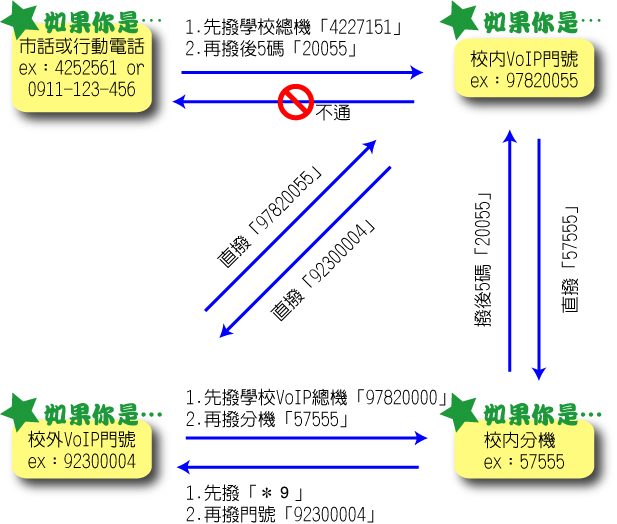 如果你是…
市話或行動電話
ex：4252561 or
0911-123-456
1.先撥學校總機「4227151」
2.再撥後5碼「20055」
不通
如果你是…
校內VoIP門號
ex：97820055
直撥「97820055」
直撥「92300004」
撥後5碼「20055」
直撥「57555」
如果你是…
校外VoIP門號
ex：92300004
1.先撥學校VoIP總機「97820000」
2.再撥分機「57555」
1.先撥「＊９」
2.再撥門號「92300004」
如果你是…
校內分機
ex：57555